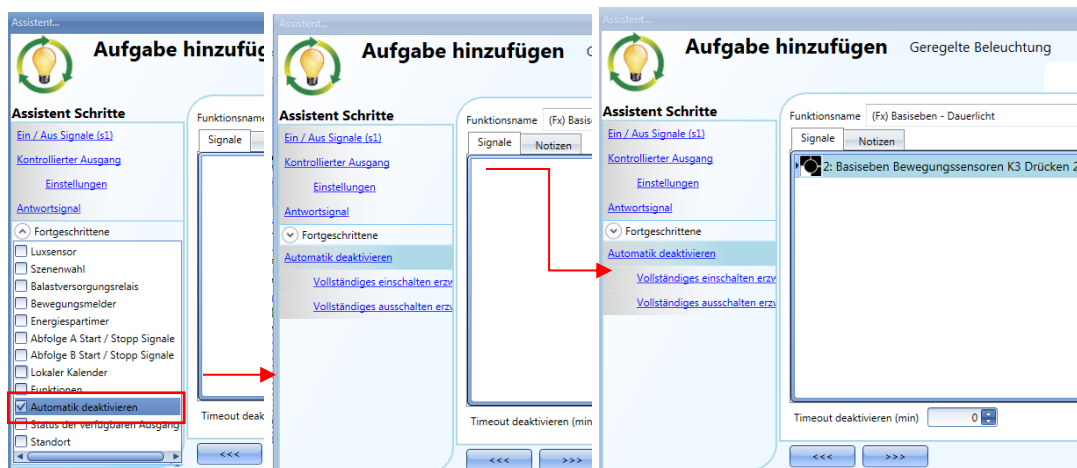 Assistent...
Aufgabe hinzufüg
Assistent Schritte
Ein / Aus Signale (s1)
Kontrollierter Ausgang
Einstellungen
Antwortsignal
Fortgeschrittene
Luxsensor
Szenenwahl
Balastversorgungsrelais
Bewegungsmelder
Energiespartimer
Abfolge A Start / Stopp Signale
Abfolge B Start / Stopp Signale
Lokaler Kalender
Funktionen
Automatik deaktivieren
Status der verfügbaren Ausgäng
Standort
Funktionsname
Signale
Timeout deak
<<<
Assistent...
Aufgabe hinzufügen
Assistent Schritte
Ein / Aus Signale (s1)
Kontrollierter Ausgang
Einstellungen
Antwortsignal
Fortgeschrittene
Automatik deaktivieren
Vollständiges einschalten erzw
Vollständiges ausschalten erzw
Funktionsname (Fx) Basis
Signale Notizen
Timeout deaktivieren (min
<<< >>>
Assistent...
Aufgabe hinzufügen Geregelte Beleuchtung
Assistent Schritte
Ein / Aus Signale (s1)
Kontrollierter Ausgang
Einstellungen
Antwortsignal
Fortgeschrittene
Automatik deaktivieren
Vollständiges einschalten erzw
Vollständiges ausschalten erzv
Funktionsname (Fx) Basiseben - Dauerlicht
Signale Notizen
2: Basiseben Bewegungssensoren K3 Drücken 2
Timeout deaktivieren (min) 0
<<< >>>